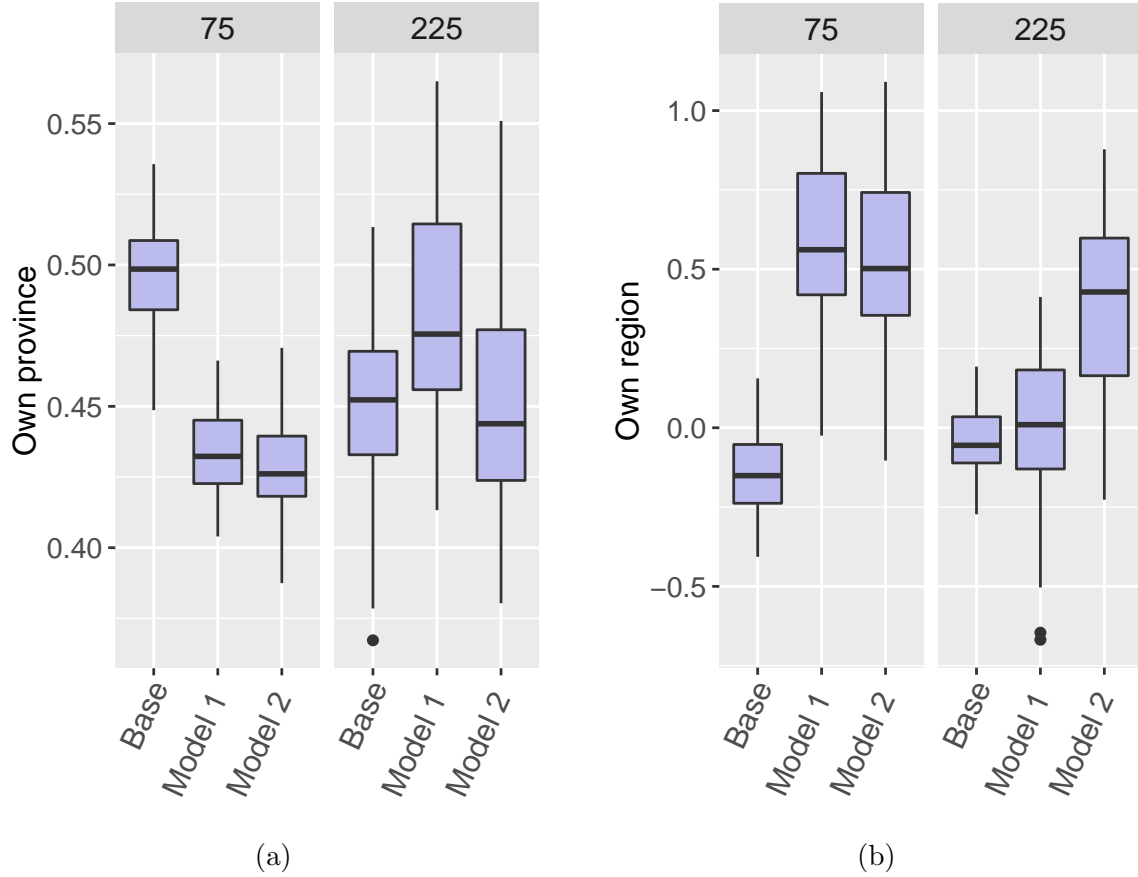 75
225
Own province
0.55
0.50
0.45
0.40
Base
Model 1
Model 2
Base
Model 1
Model 2
(a)
75
225
Own region
1.0
0.5
0.0
−0.5
Base
Model 1
Model 2
Base
Model 1
Model 2
(b)